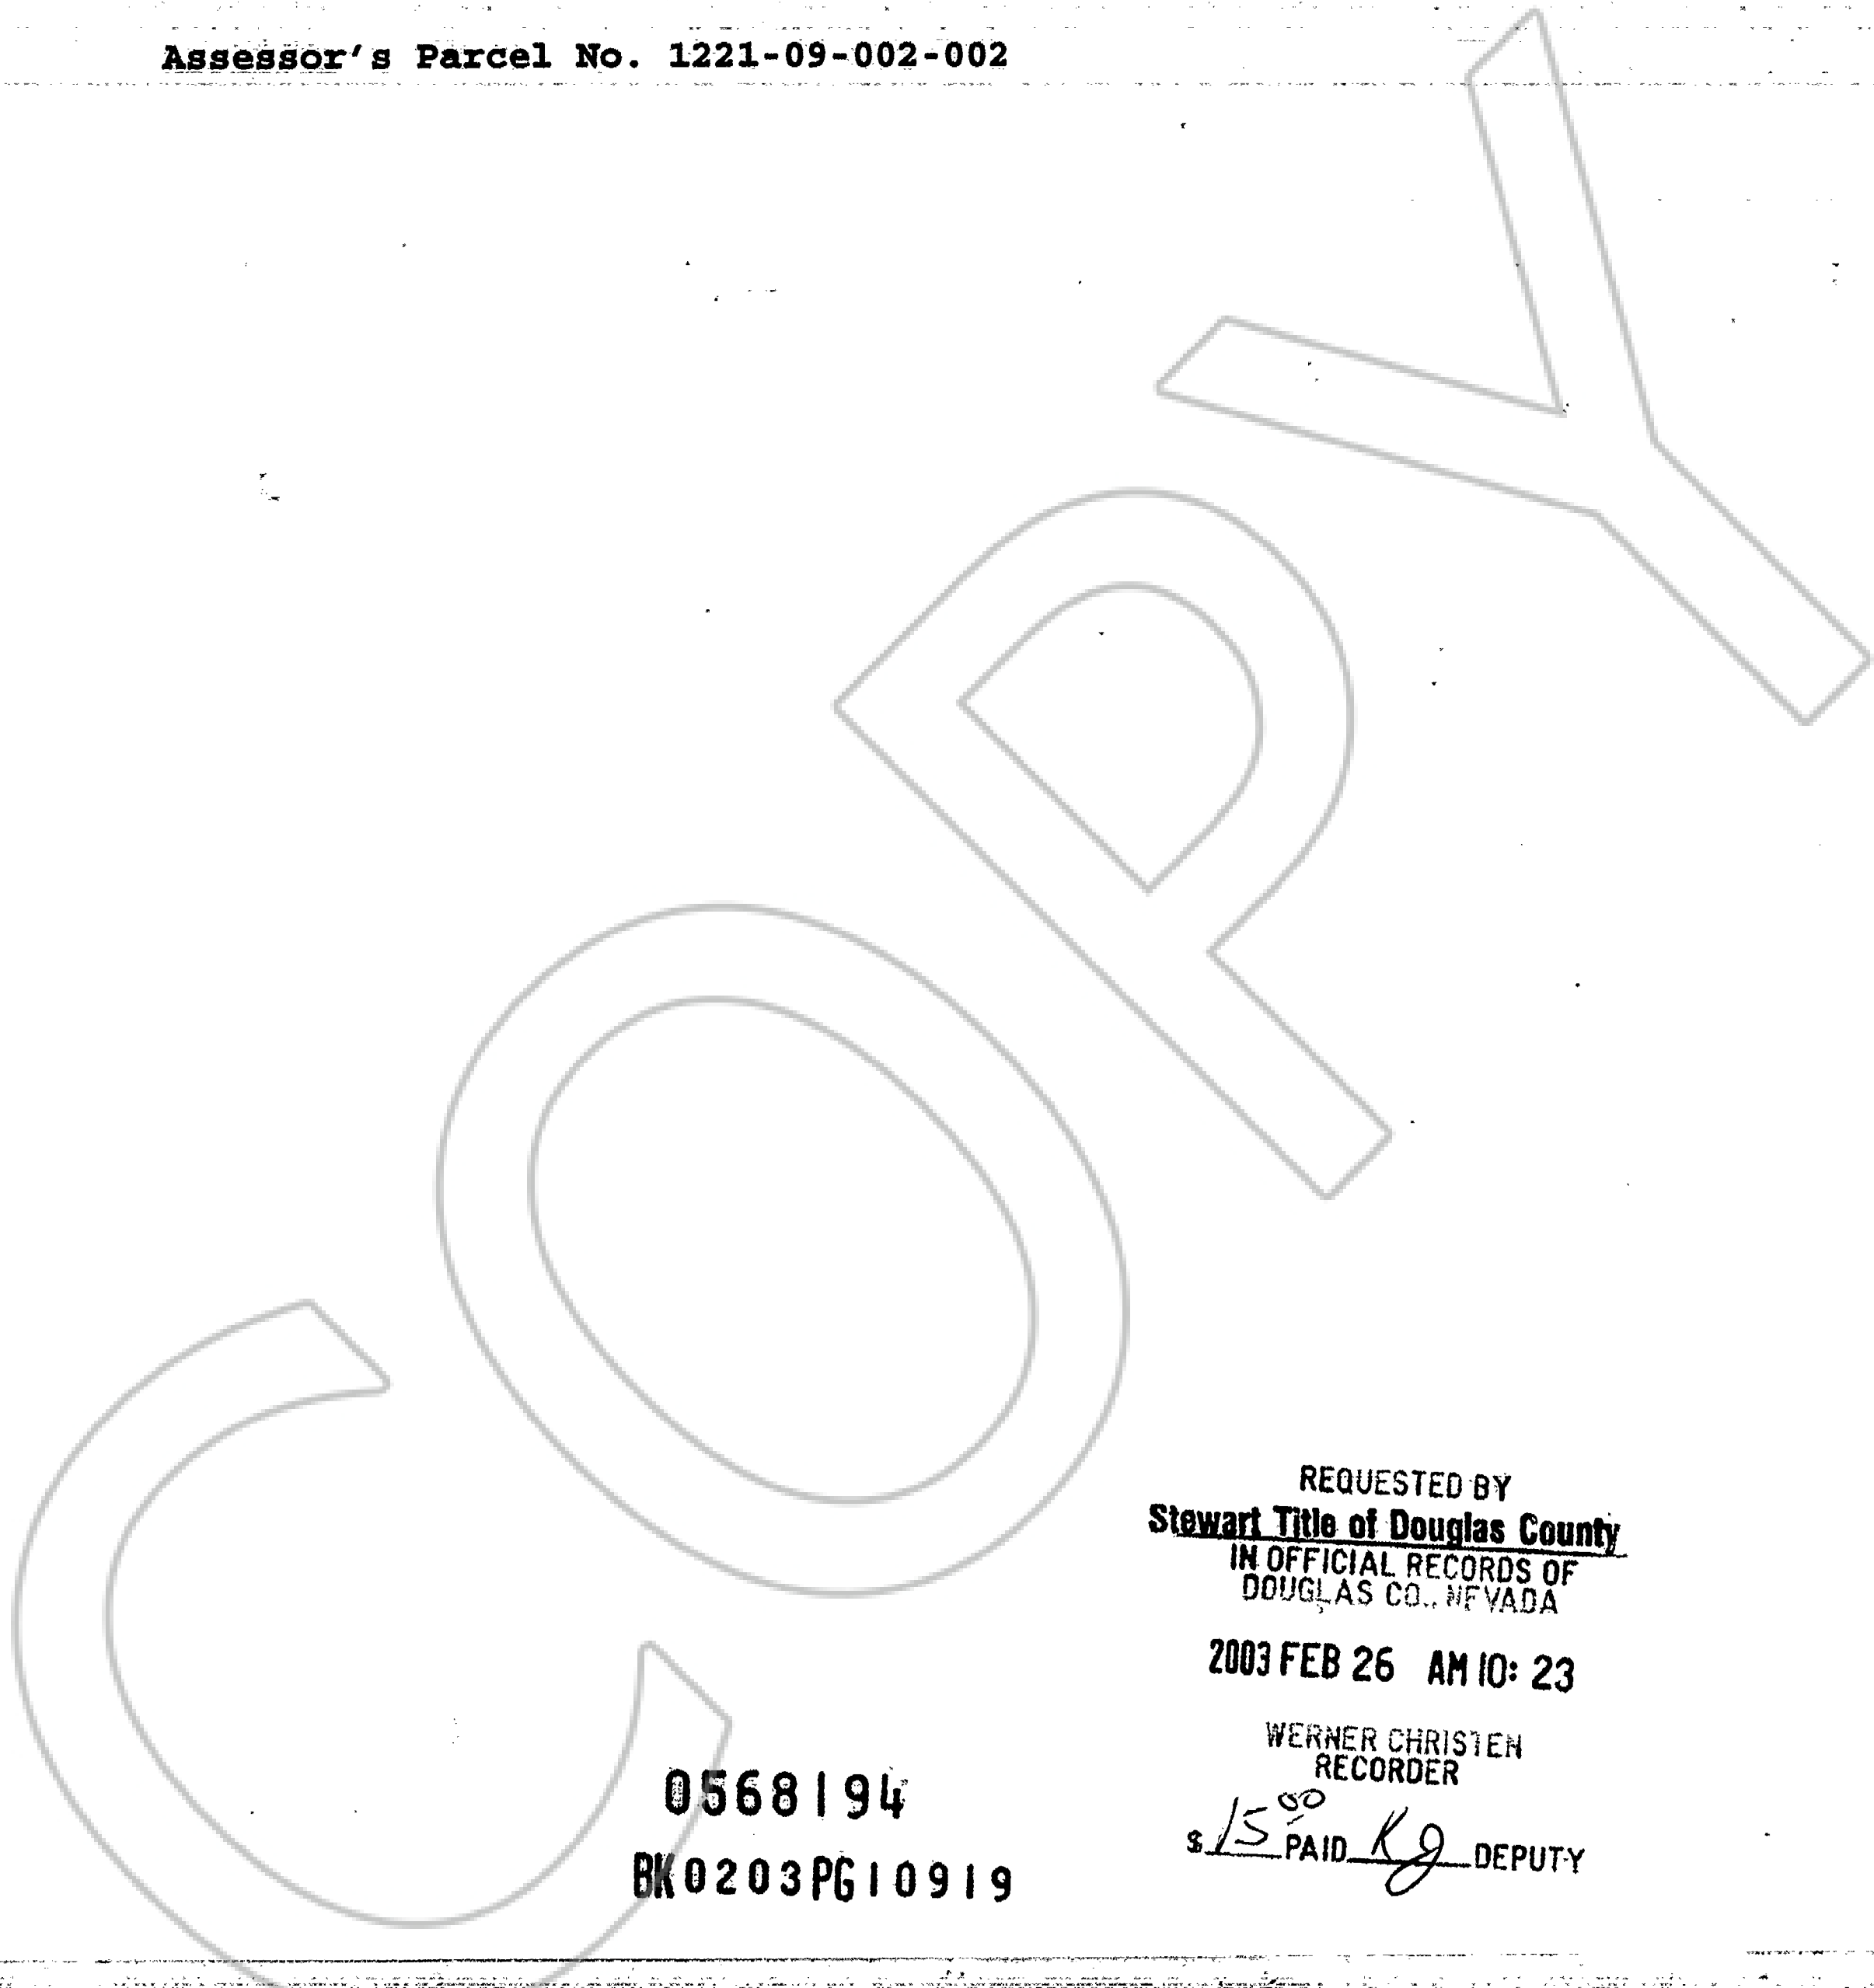 Assessor's Parcel No. 1221-09-002-002
COPY
REQUESTED BY
Stewart Title of Douglas County
IN OFFICIAL RECORDS OF
DOUGLAS CO., NEVADA
2003 FEB 26 AM 10: 23
WERNER CHRISTEN
RECORDER
$ 15 00 PAID KJ DEPUTY
0568194
BK0203PG10919